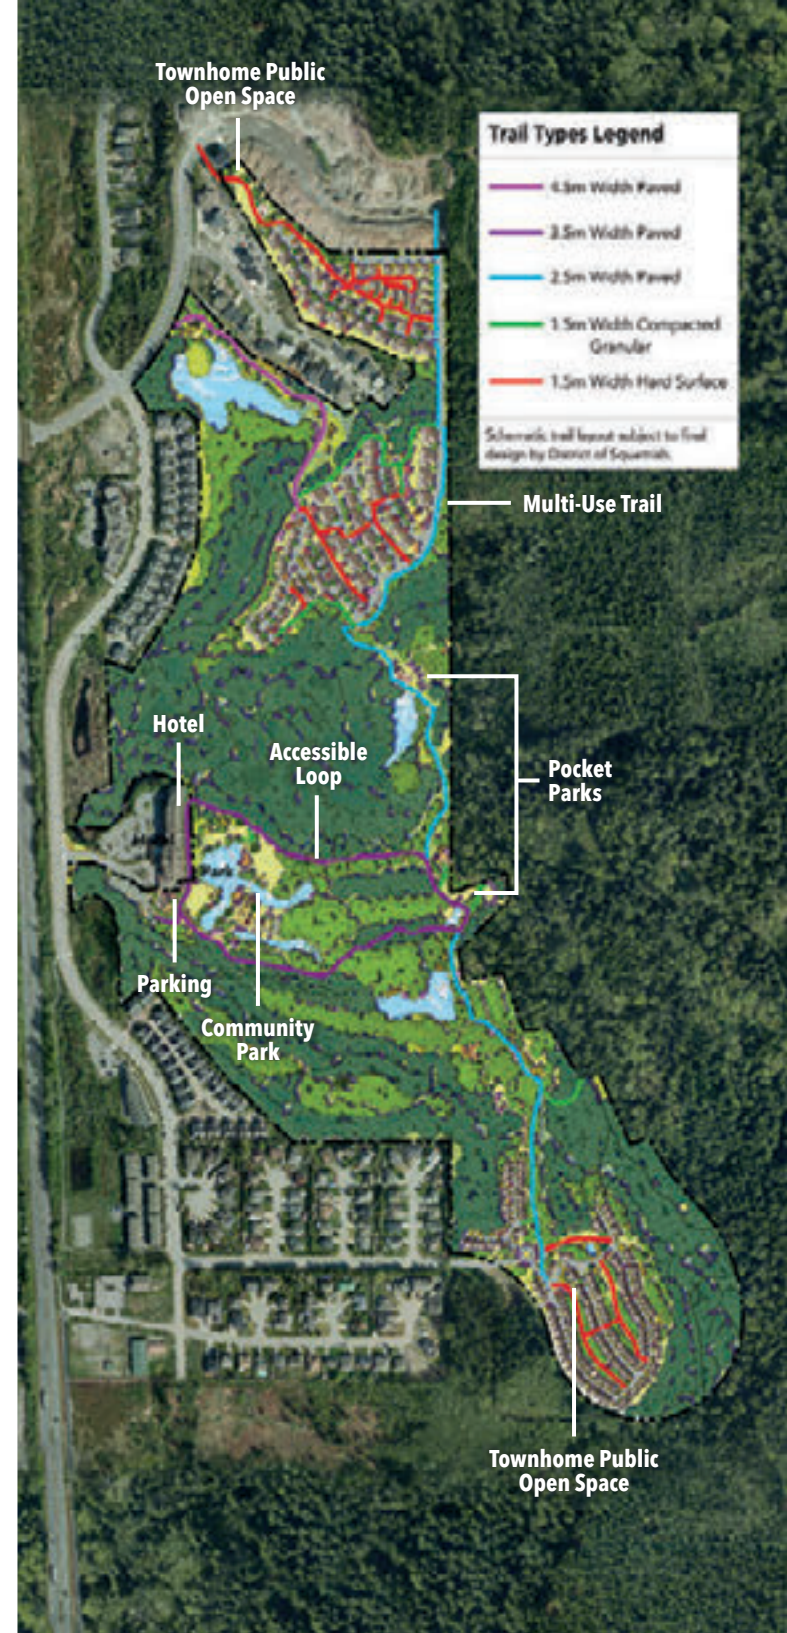 Townhome Public
Open Space
Trail Types Legend
4.5m Width Paved
3.5m Width Paved
2.5m Width Paved
1.5m Width Compacted
Granular
1.5m Width Hard Surface
Schematic trail layout subject to final
design by District of Squamish.
Multi-Use Trail
Hotel
Accessible
Loop
Pocket
Parks
Park
Parking
Community
Park
Townhome Public
Open Space